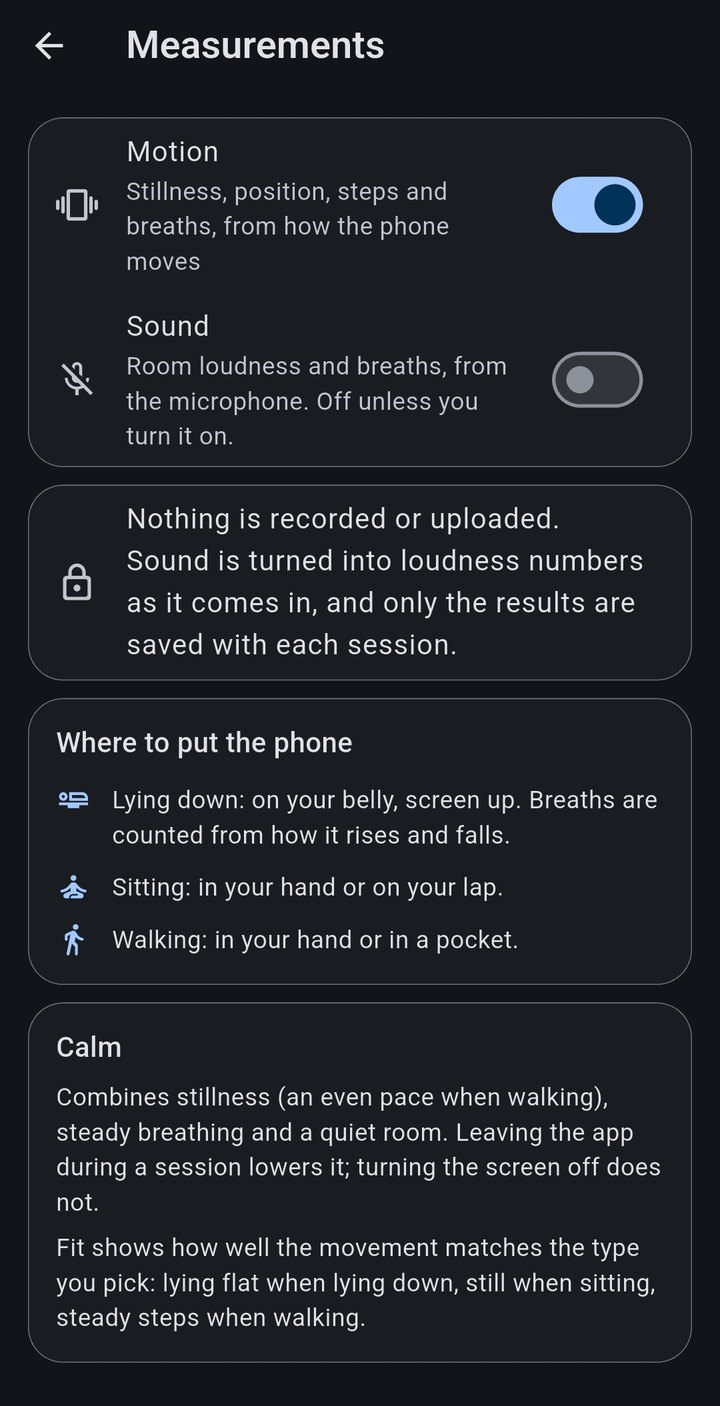 Measurements
Motion
Stillness, position, steps and
breaths, from how the phone
moves
Sound
Room loudness and breaths, from
the microphone. Off unless you
turn it on.
Nothing is recorded or uploaded.
Sound is turned into loudness numbers
as it comes in, and only the results are
saved with each session.
Where to put the phone
Lying down: on your belly, screen up. Breaths are
counted from how it rises and falls.
Sitting: in your hand or on your lap.
Walking: in your hand or in a pocket.
Calm
Combines stillness (an even pace when walking),
steady breathing and a quiet room. Leaving the app
during a session lowers it; turning the screen off does
not.
Fit shows how well the movement matches the type
you pick: lying flat when lying down, still when sitting,
steady steps when walking.